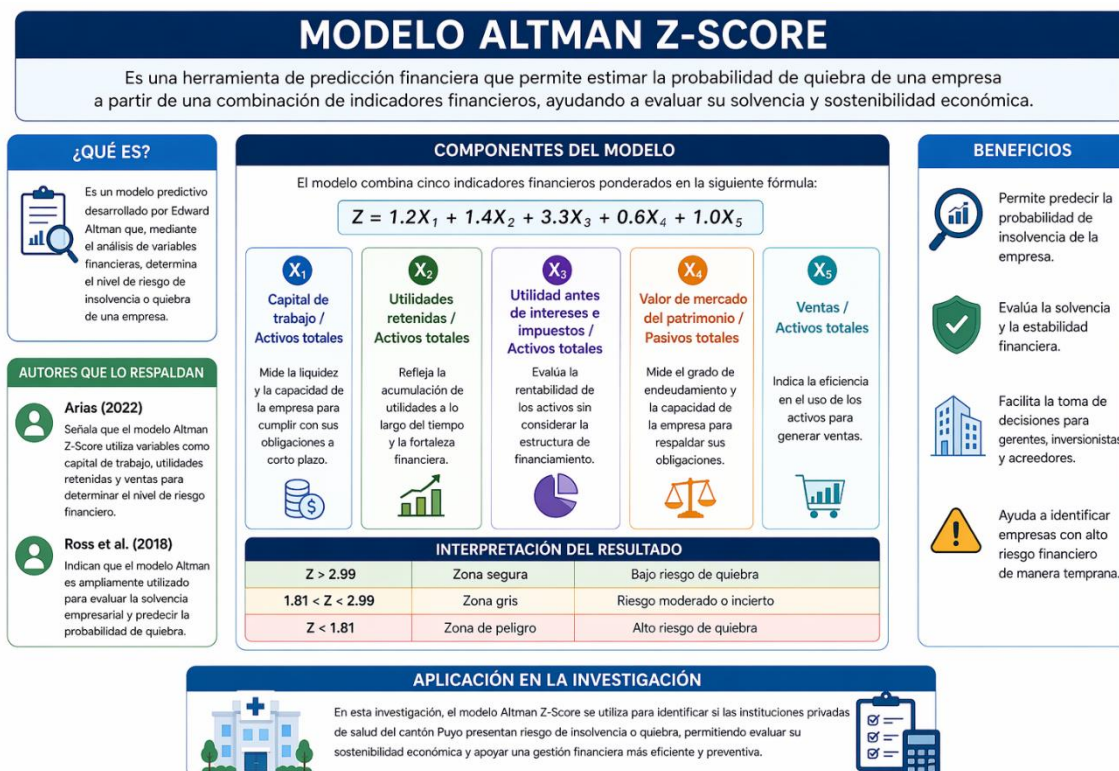 MODELO ALTMAN Z-SCORE
Es una herramienta de predicción financiera que permite estimar la probabilidad de quiebra de una empresa
a partir de una combinación de indicadores financieros, ayudando a evaluar su solvencia y sostenibilidad económica.
¿QUÉ ES?
Es un modelo predictivo
desarrollado por Edward
Altman que, mediante
el análisis de variables
financieras, determina
el nivel de riesgo de
insolvencia o quiebra
de una empresa.
AUTORES QUE LO RESPALDAN
Arias (2022)
Señala que el modelo Altman
Z-Score utiliza variables como
capital de trabajo, utilidades
retenidas y ventas para
determinar el nivel de riesgo
financiero.
Ross et al. (2018)
Indican que el modelo Altman
es ampliamente utilizado
para evaluar la solvencia
empresarial y predecir la
probabilidad de quiebra.
COMPONENTES DEL MODELO
El modelo combina cinco indicadores financieros ponderados en la siguiente fórmula:
Z = 1.2X₁ + 1.4X₂ + 3.3X₃ + 0.6X₄ + 1.0X₅
X₁
Capital de
trabajo /
Activos totales
Mide la liquidez
y la capacidad de
la empresa para
cumplir con sus
obligaciones a
corto plazo.
X₂
Utilidades
retenidas /
Activos totales
Refleja la
acumulación de
utilidades a lo
largo del tiempo
y la fortaleza
financiera.
X₃
Utilidad antes
de intereses e
impuestos /
Activos totales
Evalúa la
rentabilidad de
los activos sin
considerar la
estructura de
financiamiento.
X₄
Valor de mercado
del patrimonio /
Pasivos totales
Mide el grado de
endeudamiento y
la capacidad de
la empresa para
respaldar sus
obligaciones.
X₅
Ventas /
Activos totales
Indica la eficiencia
en el uso de los
activos para
generar ventas.
$
INTERPRETACIÓN DEL RESULTADO
Z > 2.99 Zona segura Bajo riesgo de quiebra
1.81 < Z < 2.99 Zona gris Riesgo moderado o incierto
Z < 1.81 Zona de peligro Alto riesgo de quiebra
BENEFICIOS
Permite predecir la
probabilidad de
insolvencia de la
empresa.
Evalúa la solvencia
y la estabilidad
financiera.
Facilita la toma de
decisiones para
gerentes, inversionistas
y acreedores.
Ayuda a identificar
empresas con alto
riesgo financiero
de manera temprana.
APLICACIÓN EN LA INVESTIGACIÓN
En esta investigación, el modelo Altman Z-Score se utiliza para identificar si las instituciones privadas
de salud del cantón Puyo presentan riesgo de insolvencia o quiebra, permitiendo evaluar su
sostenibilidad económica y apoyar una gestión financiera más eficiente y preventiva.